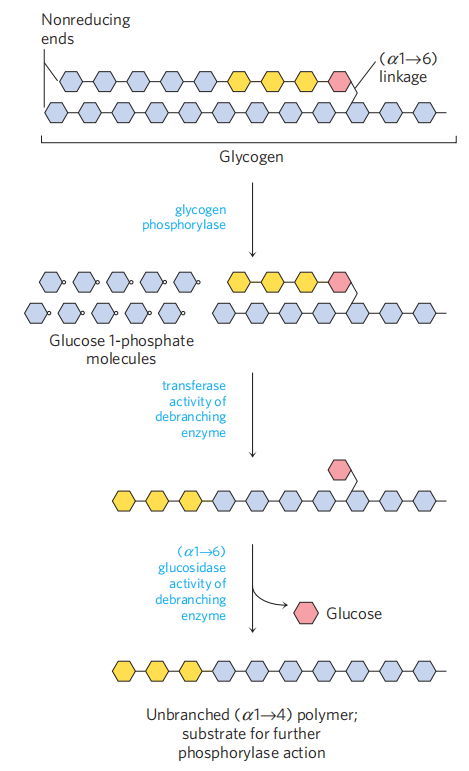 Nonreducing
ends
(α1→6)
linkage
Glycogen
glycogen
phosphorylase
Glucose 1-phosphate
molecules
transferase
activity of
debranching
enzyme
(α1→6)
glucosidase
activity of
debranching
enzyme
Glucose
Unbranched (α1→4) polymer;
substrate for further
phosphorylase action